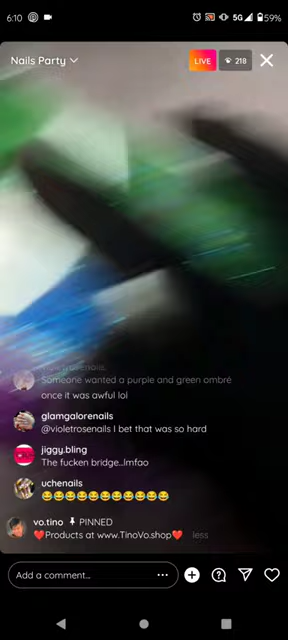 6:10
5G
59%
Nails Party
LIVE
218
violetrosenails
Someone wanted a purple and green ombré
once it was awful lol
glamgalorenails
@violetrosenails I bet that was so hard
jiggy.bling
The fucken bridge...lmfao
uchenails
😂😂😂😂😂😂😂😂😂😂😂
vo.tino PINNED
❤️Products at www.TinoVo.shop❤️ less
Add a comment...